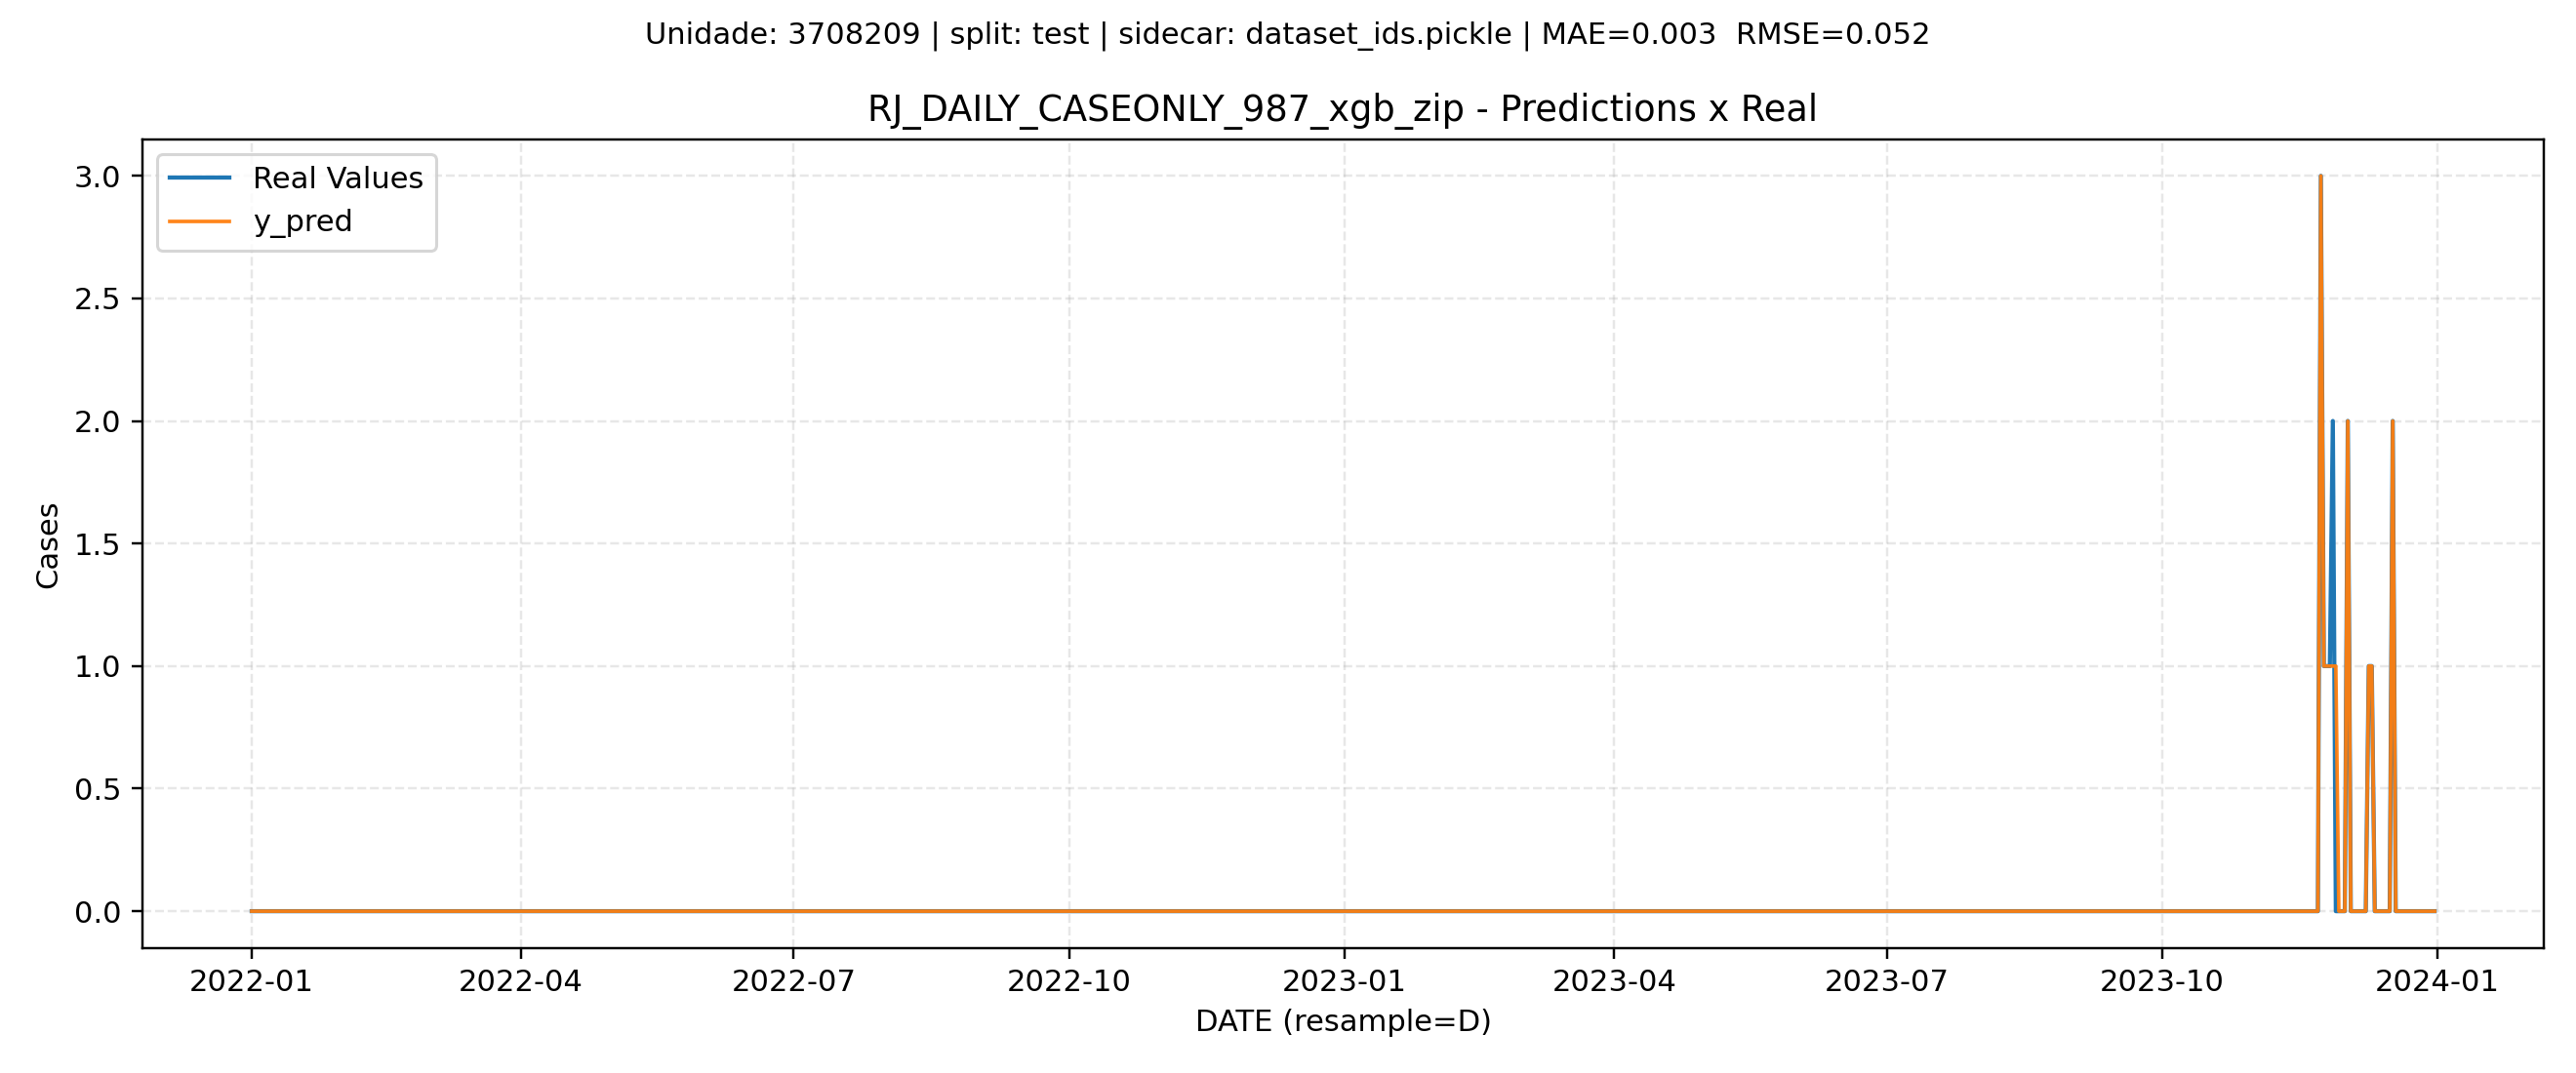 Unidade: 3708209 | split: test | sidecar: dataset_ids.pickle | MAE=0.003  RMSE=0.052
RJ_DAILY_CASEONLY_987_xgb_zip - Predictions x Real
Real Values
y_pred
3.0
2.5
2.0
1.5
1.0
0.5
0.0
Cases
2022-01 2022-04 2022-07 2022-10 2023-01 2023-04 2023-07 2023-10 2024-01
DATE (resample=D)